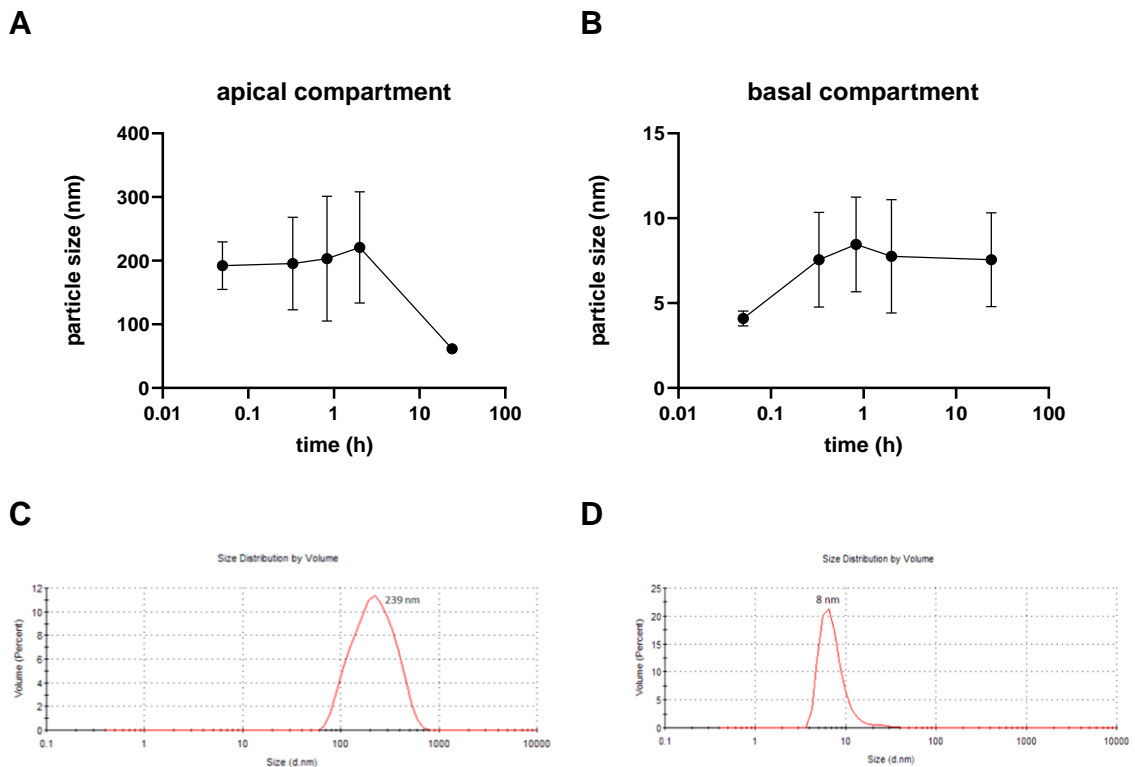 A
B
apical compartment
basal compartment
particle size (nm)
400
300
200
100
0
0.01 0.1 1 10 100
time (h)
particle size (nm)
15
10
5
0
0.01 0.1 1 10 100
time (h)
C
D
Size Distribution by Volume
Volume (Percent)
12
10
8
6
4
2
0
239 nm
0.1 1 10 100 1000 10000
Size (d.nm)
Size Distribution by Volume
Volume (Percent)
25
20
15
10
5
0
8 nm
0.1 1 10 100 1000 10000
Size (d.nm)